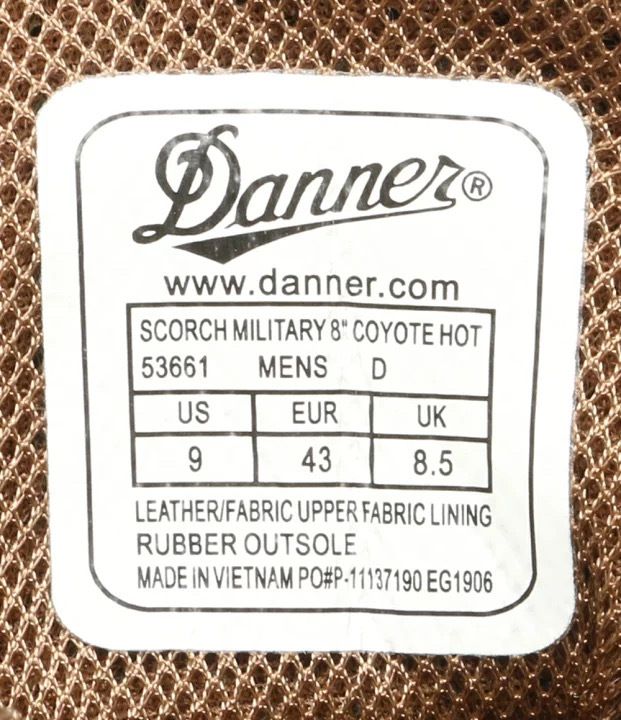 Danner®
www.danner.com
SCORCH MILITARY 8" COYOTE HOT
53661 MENS D
US EUR UK
9 43 8.5
LEATHER/FABRIC UPPER FABRIC LINING
RUBBER OUTSOLE
MADE IN VIETNAM PO#P-11137190 EG1906